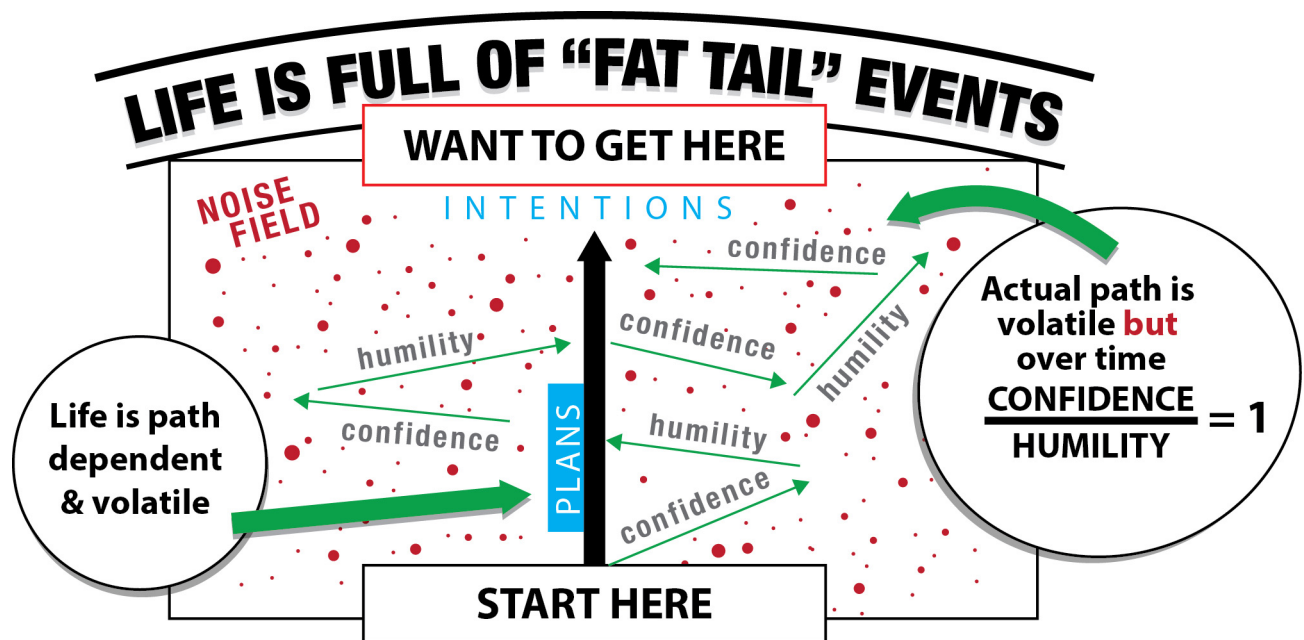 LIFE IS FULL OF “FAT TAIL” EVENTS
WANT TO GET HERE
INTENTIONS
NOISE
FIELD
confidence
confidence
humility
humility
confidence
humility
confidence
PLANS
START HERE
Life is path
dependent
& volatile
Actual path is
volatile but
over time
CONFIDENCE
HUMILITY
= 1